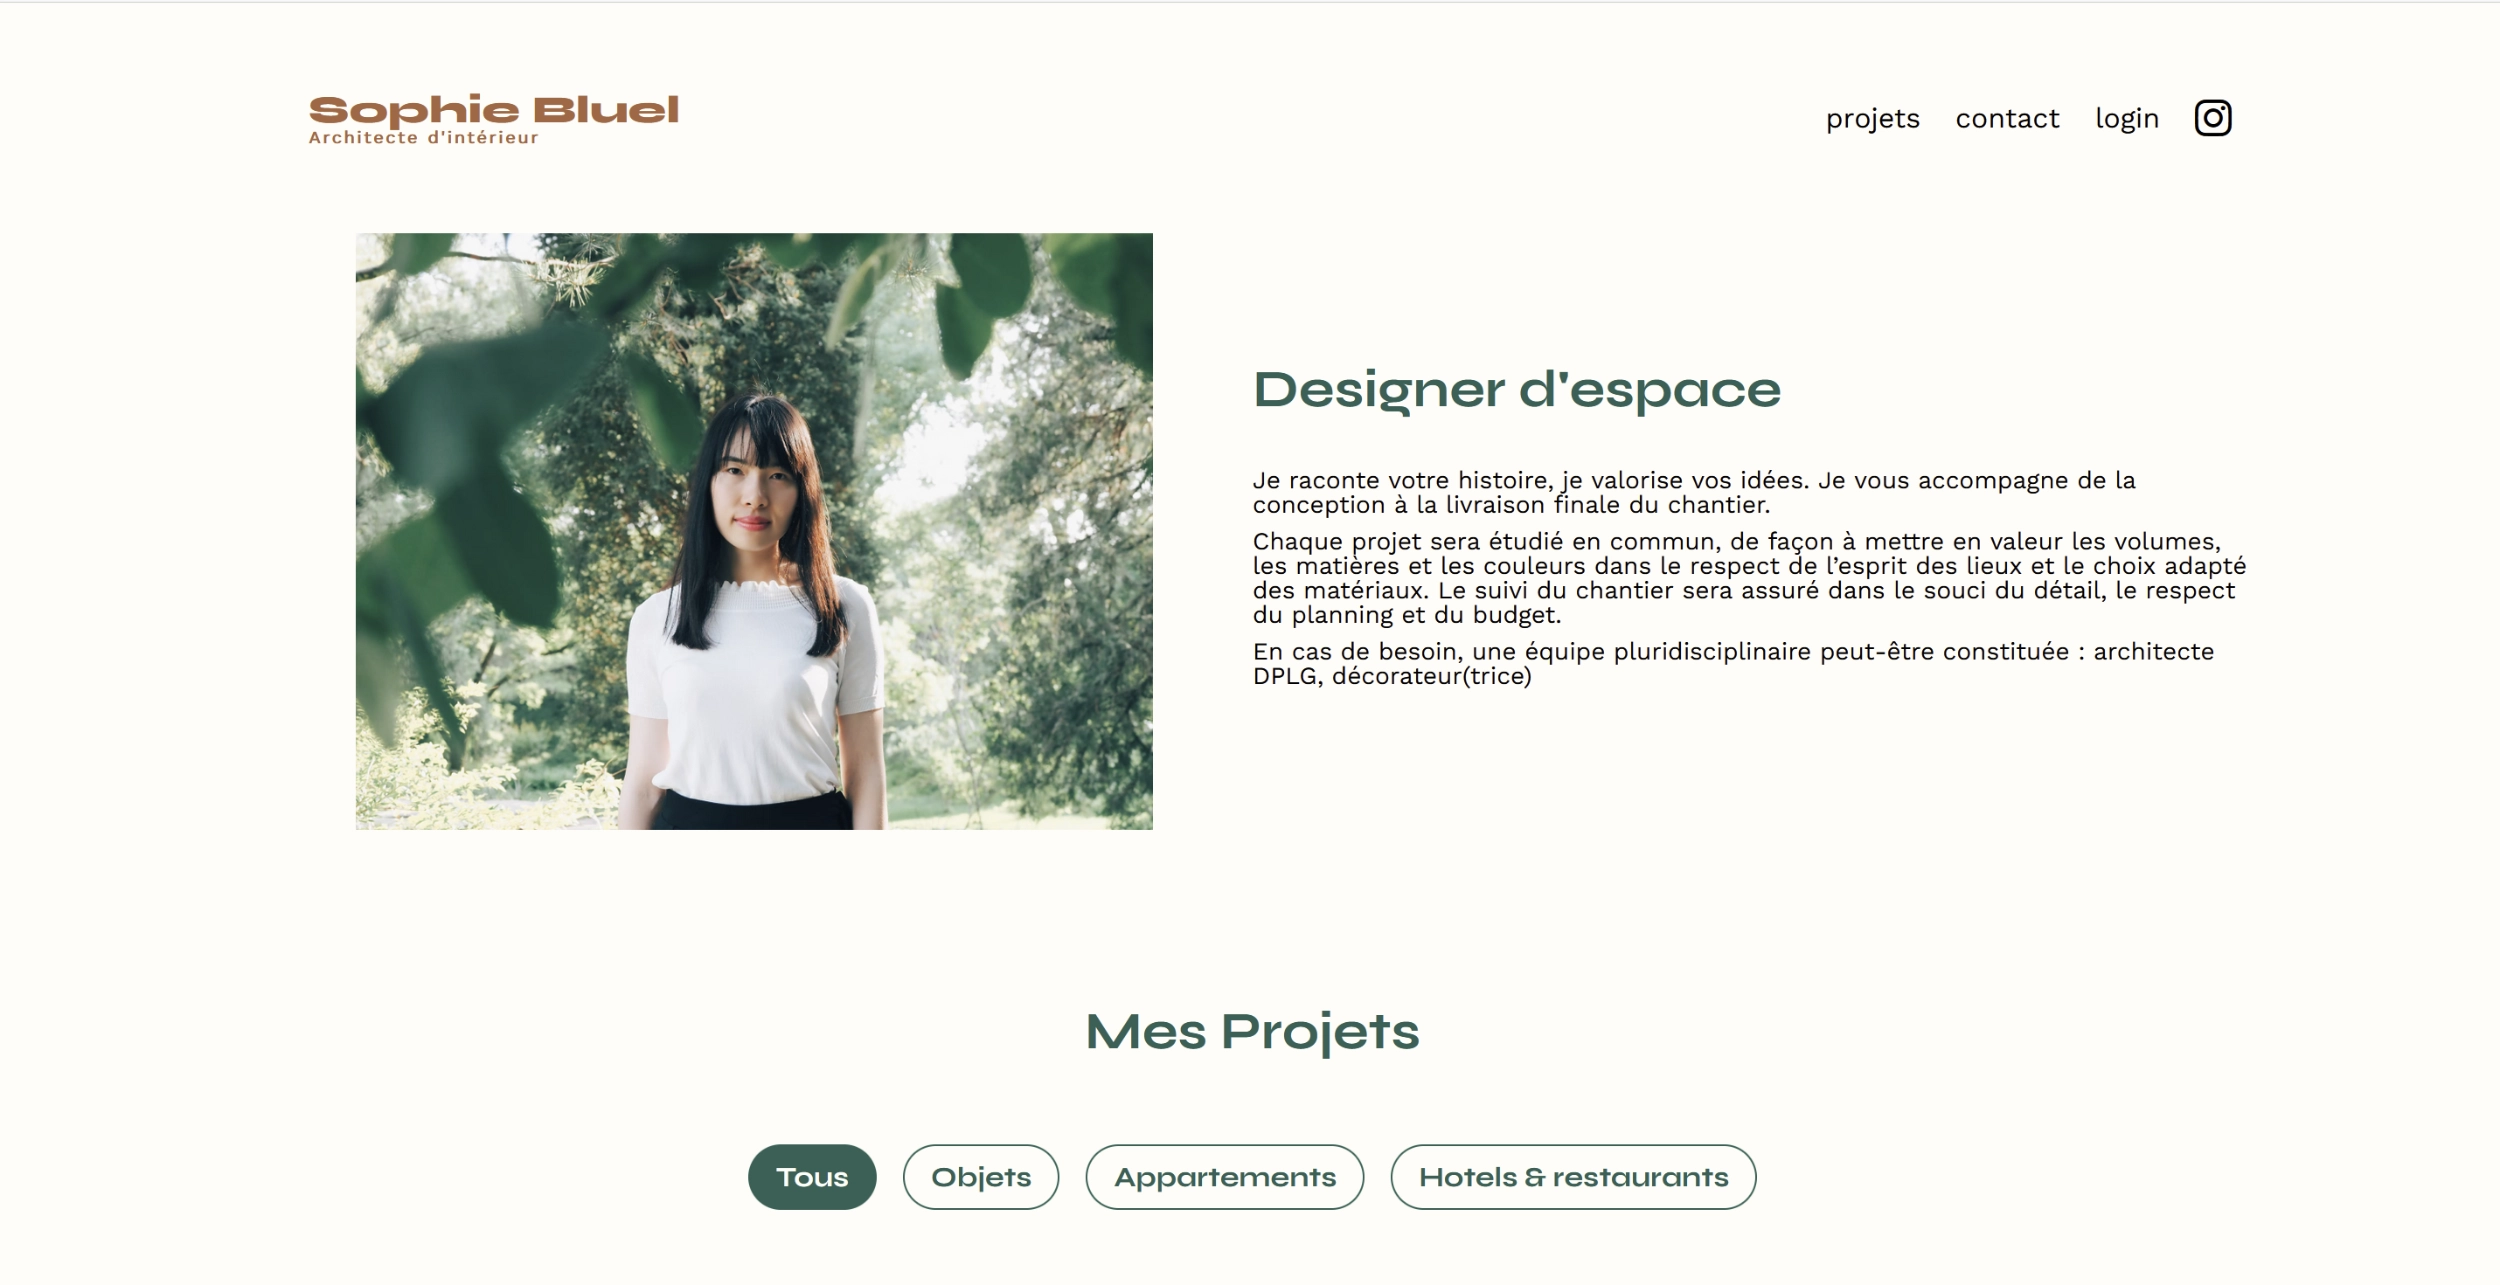 Sophie Bluel
Architecte d'intérieur
projets contact login
Designer d'espace
Je raconte votre histoire, je valorise vos idées. Je vous accompagne de la
conception à la livraison finale du chantier.
Chaque projet sera étudié en commun, de façon à mettre en valeur les volumes,
les matières et les couleurs dans le respect de l’esprit des lieux et le choix adapté
des matériaux. Le suivi du chantier sera assuré dans le souci du détail, le respect
du planning et du budget.
En cas de besoin, une équipe pluridisciplinaire peut-être constituée : architecte
DPLG, décorateur(trice)
Mes Projets
Tous Objets Appartements Hotels & restaurants